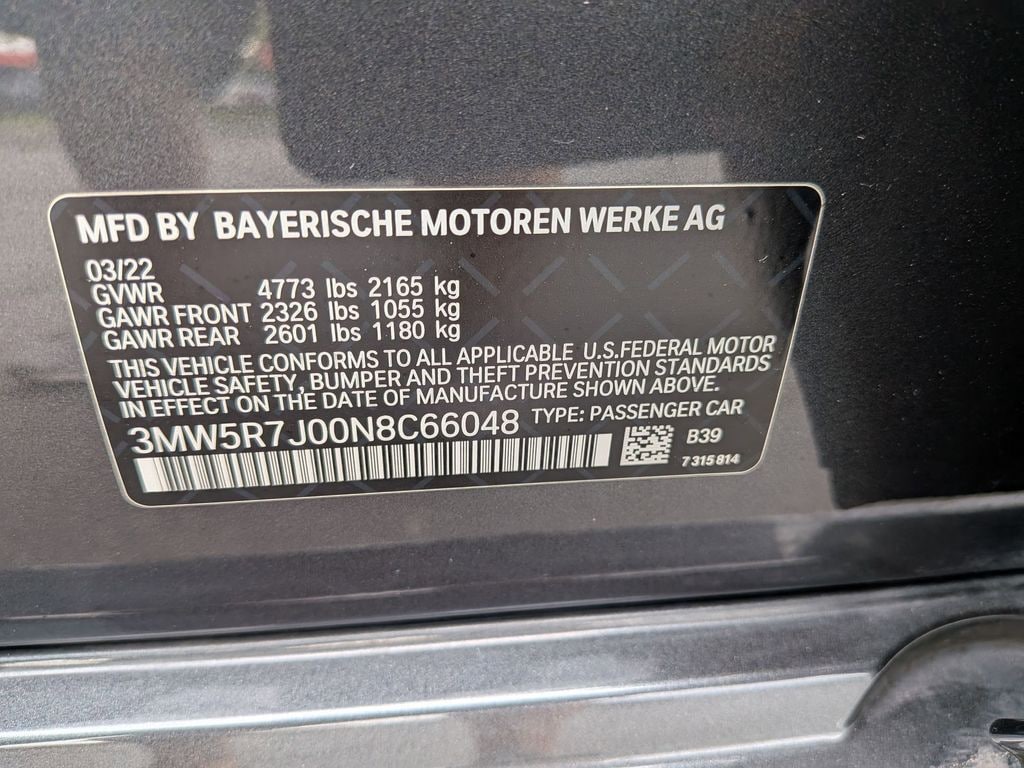 MFD BY BAYERISCHE MOTOREN WERKE AG
03/22
GVWR 4773 lbs 2165 kg
GAWR FRONT 2326 lbs 1055 kg
GAWR REAR 2601 lbs 1180 kg
THIS VEHICLE CONFORMS TO ALL APPLICABLE U.S.FEDERAL MOTOR
VEHICLE SAFETY, BUMPER AND THEFT PREVENTION STANDARDS
IN EFFECT ON THE DATE OF MANUFACTURE SHOWN ABOVE.
3MW5R7J00N8C66048 TYPE: PASSENGER CAR
B39
7315814